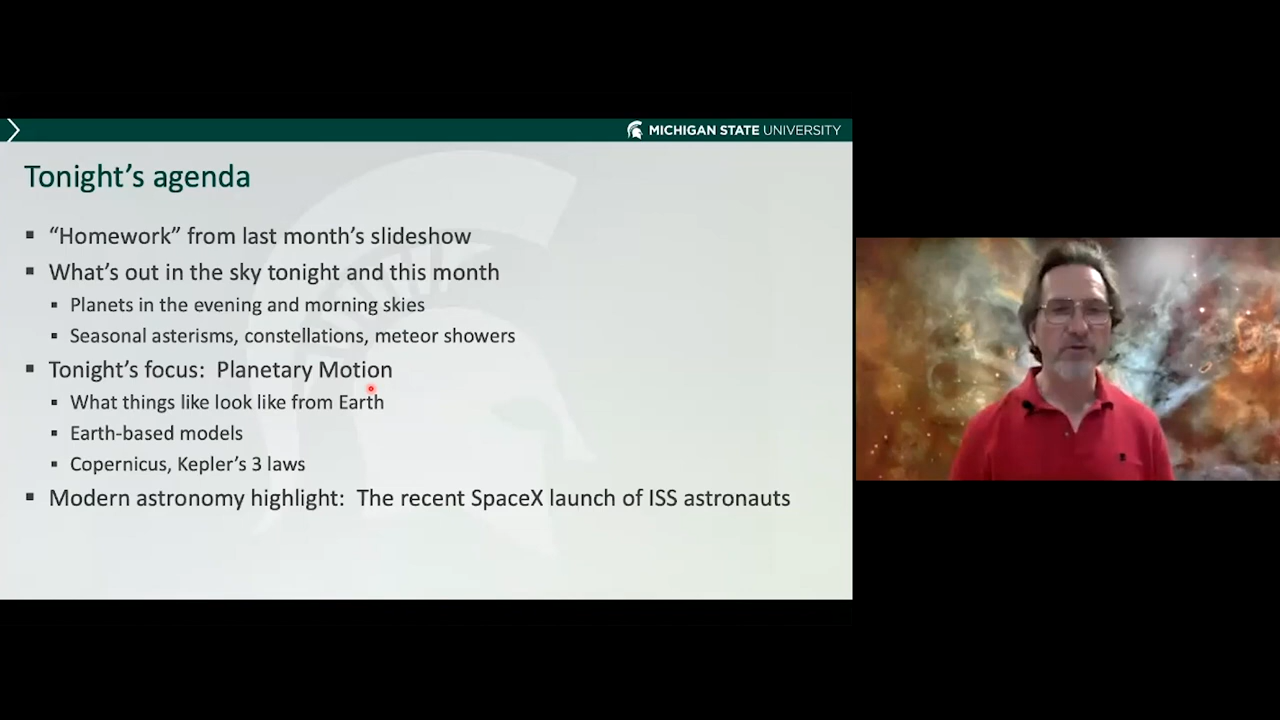 MICHIGAN STATE UNIVERSITY
Tonight's agenda
"Homework" from last month's slideshow
What's out in the sky tonight and this month
Planets in the evening and morning skies
Seasonal asterisms, constellations, meteor showers
Tonight's focus: Planetary Motion
What things like look like from Earth
Earth-based models
Copernicus, Kepler's 3 laws
Modern astronomy highlight: The recent SpaceX launch of ISS astronauts